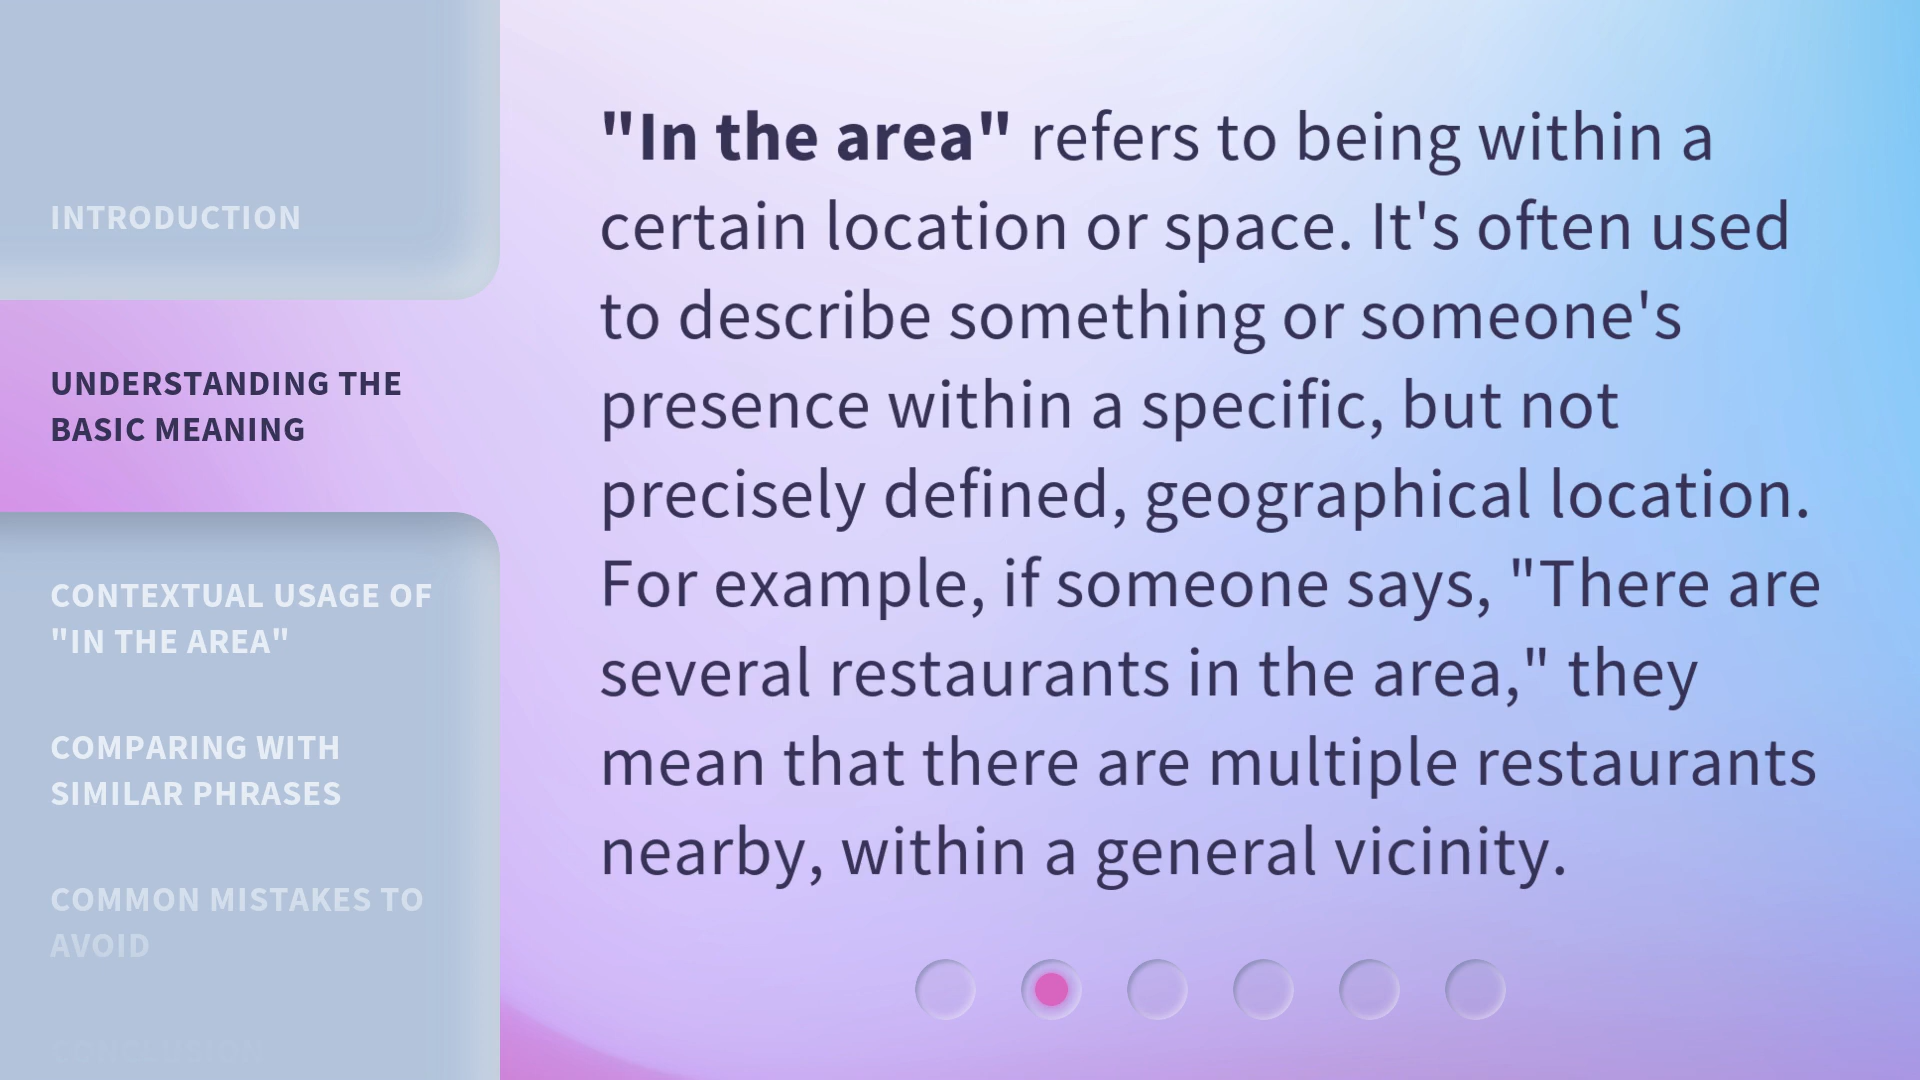 INTRODUCTION
UNDERSTANDING THE
BASIC MEANING
CONTEXTUAL USAGE OF
"IN THE AREA"
COMPARING WITH
SIMILAR PHRASES
COMMON MISTAKES TO
AVOID
CONCLUSION
"In the area" refers to being within a
certain location or space. It's often used
to describe something or someone's
presence within a specific, but not
precisely defined, geographical location.
For example, if someone says, "There are
several restaurants in the area," they
mean that there are multiple restaurants
nearby, within a general vicinity.